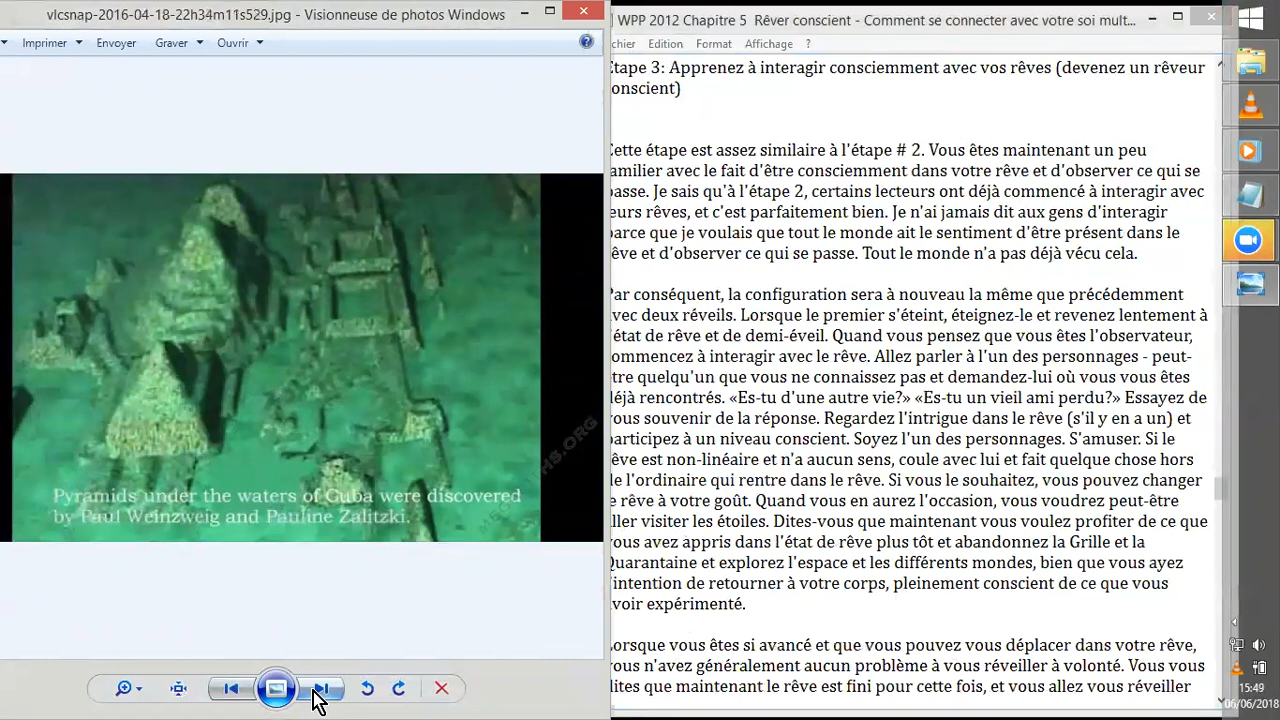 vlcsnap-2016-04-18-22h34m11s529.jpg - Visionneuse de photos Windows
Imprimer Envoyer Graver Ouvrir
Pyramids under the waters of Cuba were discovered
by Paul Weinzweig and Pauline Zalitzki.
WPP 2012 Chapitre 5 Rêver conscient - Comment se connecter avec votre soi mult...
chier Edition Format Affichage ?
Etape 3: Apprenez à interagir consciemment avec vos rêves (devenez un rêveur
onscient)
Cette étape est assez similaire à l'étape # 2. Vous êtes maintenant un peu
amilier avec le fait d'être consciemment dans votre rêve et d'observer ce qui se
passe. Je sais qu'à l'étape 2, certains lecteurs ont déjà commencé à interagir avec
eurs rêves, et c'est parfaitement bien. Je n'ai jamais dit aux gens d'interagir
parce que je voulais que tout le monde ait le sentiment d'être présent dans le
rêve et d'observer ce qui se passe. Tout le monde n'a pas déjà vécu cela.
Par conséquent, la configuration sera à nouveau la même que précédemment
avec deux réveils. Lorsque le premier s'éteint, éteignez-le et revenez lentement à
'état de rêve et de demi-éveil. Quand vous pensez que vous êtes l'observateur,
ommencez à interagir avec le rêve. Allez parler à l'un des personnages - peut-
tre quelqu'un que vous ne connaissez pas et demandez-lui où vous vous êtes
déjà rencontrés. «Es-tu d'une autre vie?» «Es-tu un vieil ami perdu?» Essayez de
vous souvenir de la réponse. Regardez l'intrigue dans le rêve (s'il y en a un) et
participez à un niveau conscient. Soyez l'un des personnages. S'amuser. Si le
rêve est non-linéaire et n'a aucun sens, coule avec lui et fait quelque chose hors
de l'ordinaire qui rentre dans le rêve. Si vous le souhaitez, vous pouvez changer
e rêve à votre goût. Quand vous en aurez l'occasion, vous voudrez peut-être
ller visiter les étoiles. Dites-vous que maintenant vous voulez profiter de ce que
vous avez appris dans l'état de rêve plus tôt et abandonnez la Grille et la
Quarantaine et explorez l'espace et les différents mondes, bien que vous ayez
'intention de retourner à votre corps, pleinement conscient de ce que vous
avoir expérimenté.
Lorsque vous êtes si avancé et que vous pouvez vous déplacer dans votre rêve,
vous n'avez généralement aucun problème à vous réveiller à volonté. Vous vous
dites que maintenant le rêve est fini pour cette fois, et vous allez vous réveiller
15:49
06/06/2018